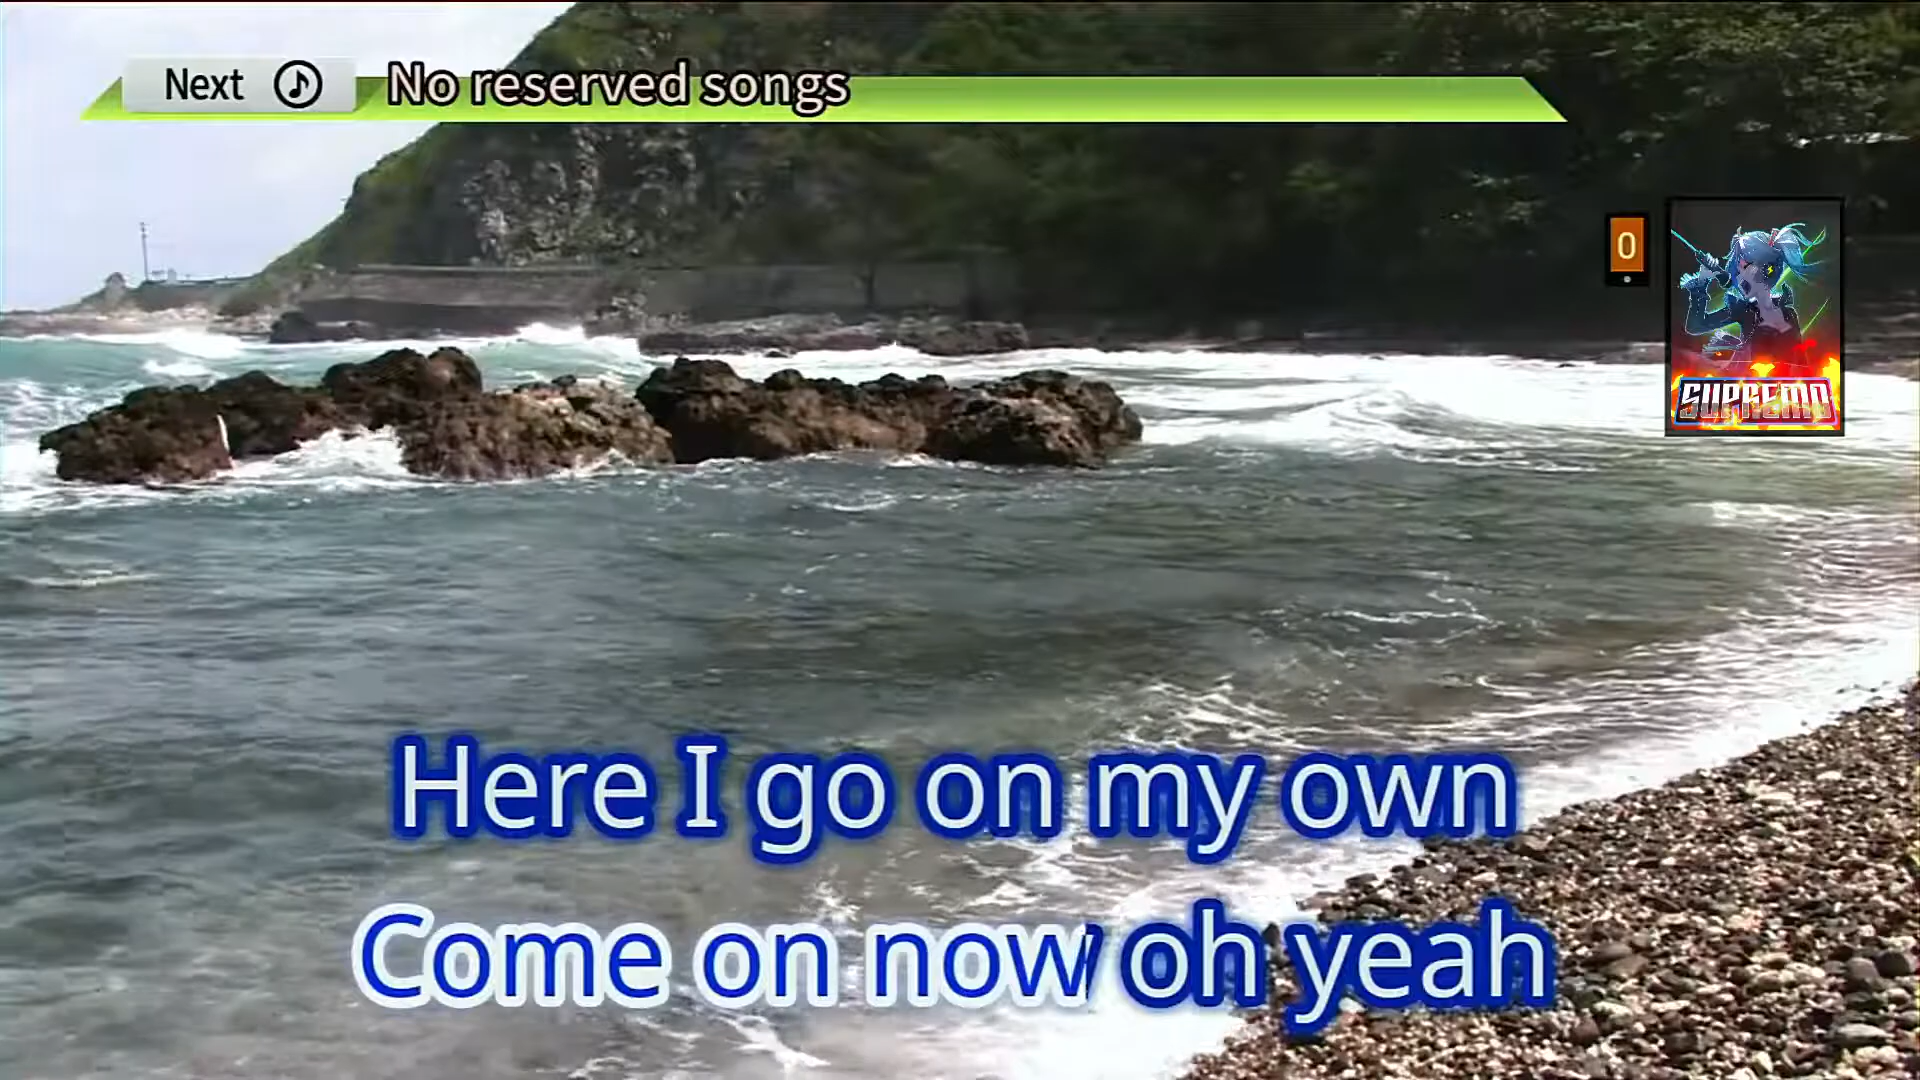 Next No reserved songs
0
SUPREMO
Here I go on my own
Come on now oh yeah